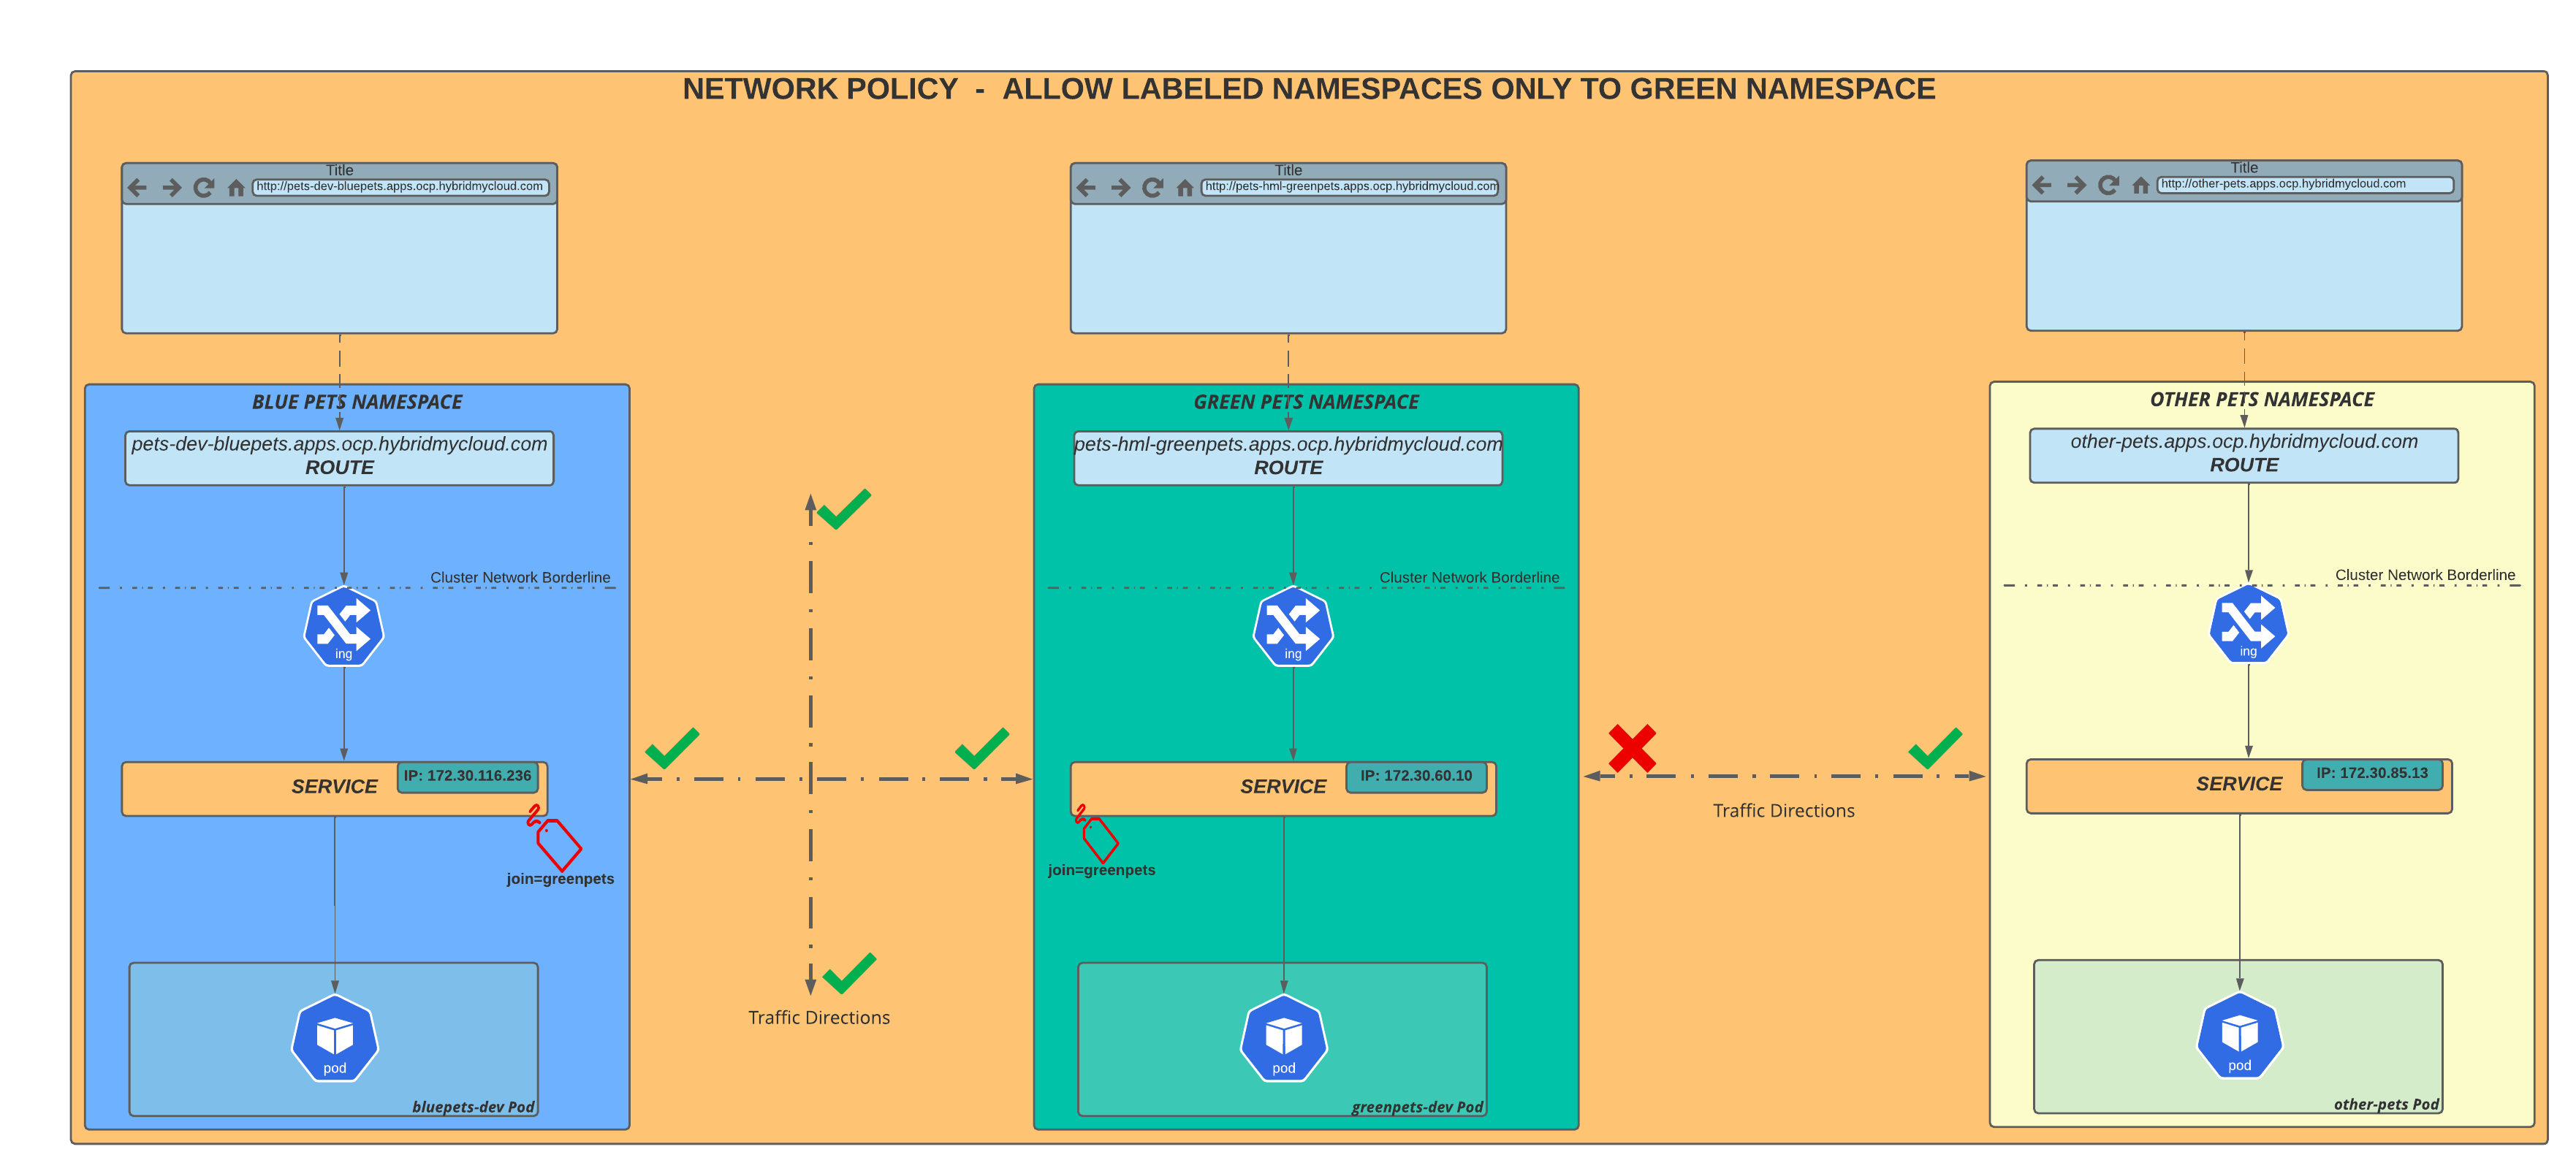 NETWORK POLICY - ALLOW LABELED NAMESPACES ONLY TO GREEN NAMESPACE
Title
http://pets-dev-bluepets.apps.ocp.hybridmycloud.com
Title
http://pets-hml-greenpets.apps.ocp.hybridmycloud.com
Title
http://other-pets.apps.ocp.hybridmycloud.com
BLUE PETS NAMESPACE
pets-dev-bluepets.apps.ocp.hybridmycloud.com
ROUTE
Cluster Network Borderline
ing
SERVICE
IP: 172.30.116.236
join=greenpets
pod
bluepets-dev Pod
Traffic Directions
GREEN PETS NAMESPACE
pets-hml-greenpets.apps.ocp.hybridmycloud.com
ROUTE
Cluster Network Borderline
ing
SERVICE
IP: 172.30.60.10
join=greenpets
pod
greenpets-dev Pod
Traffic Directions
OTHER PETS NAMESPACE
other-pets.apps.ocp.hybridmycloud.com
ROUTE
Cluster Network Borderline
ing
SERVICE
IP: 172.30.85.13
pod
other-pets Pod